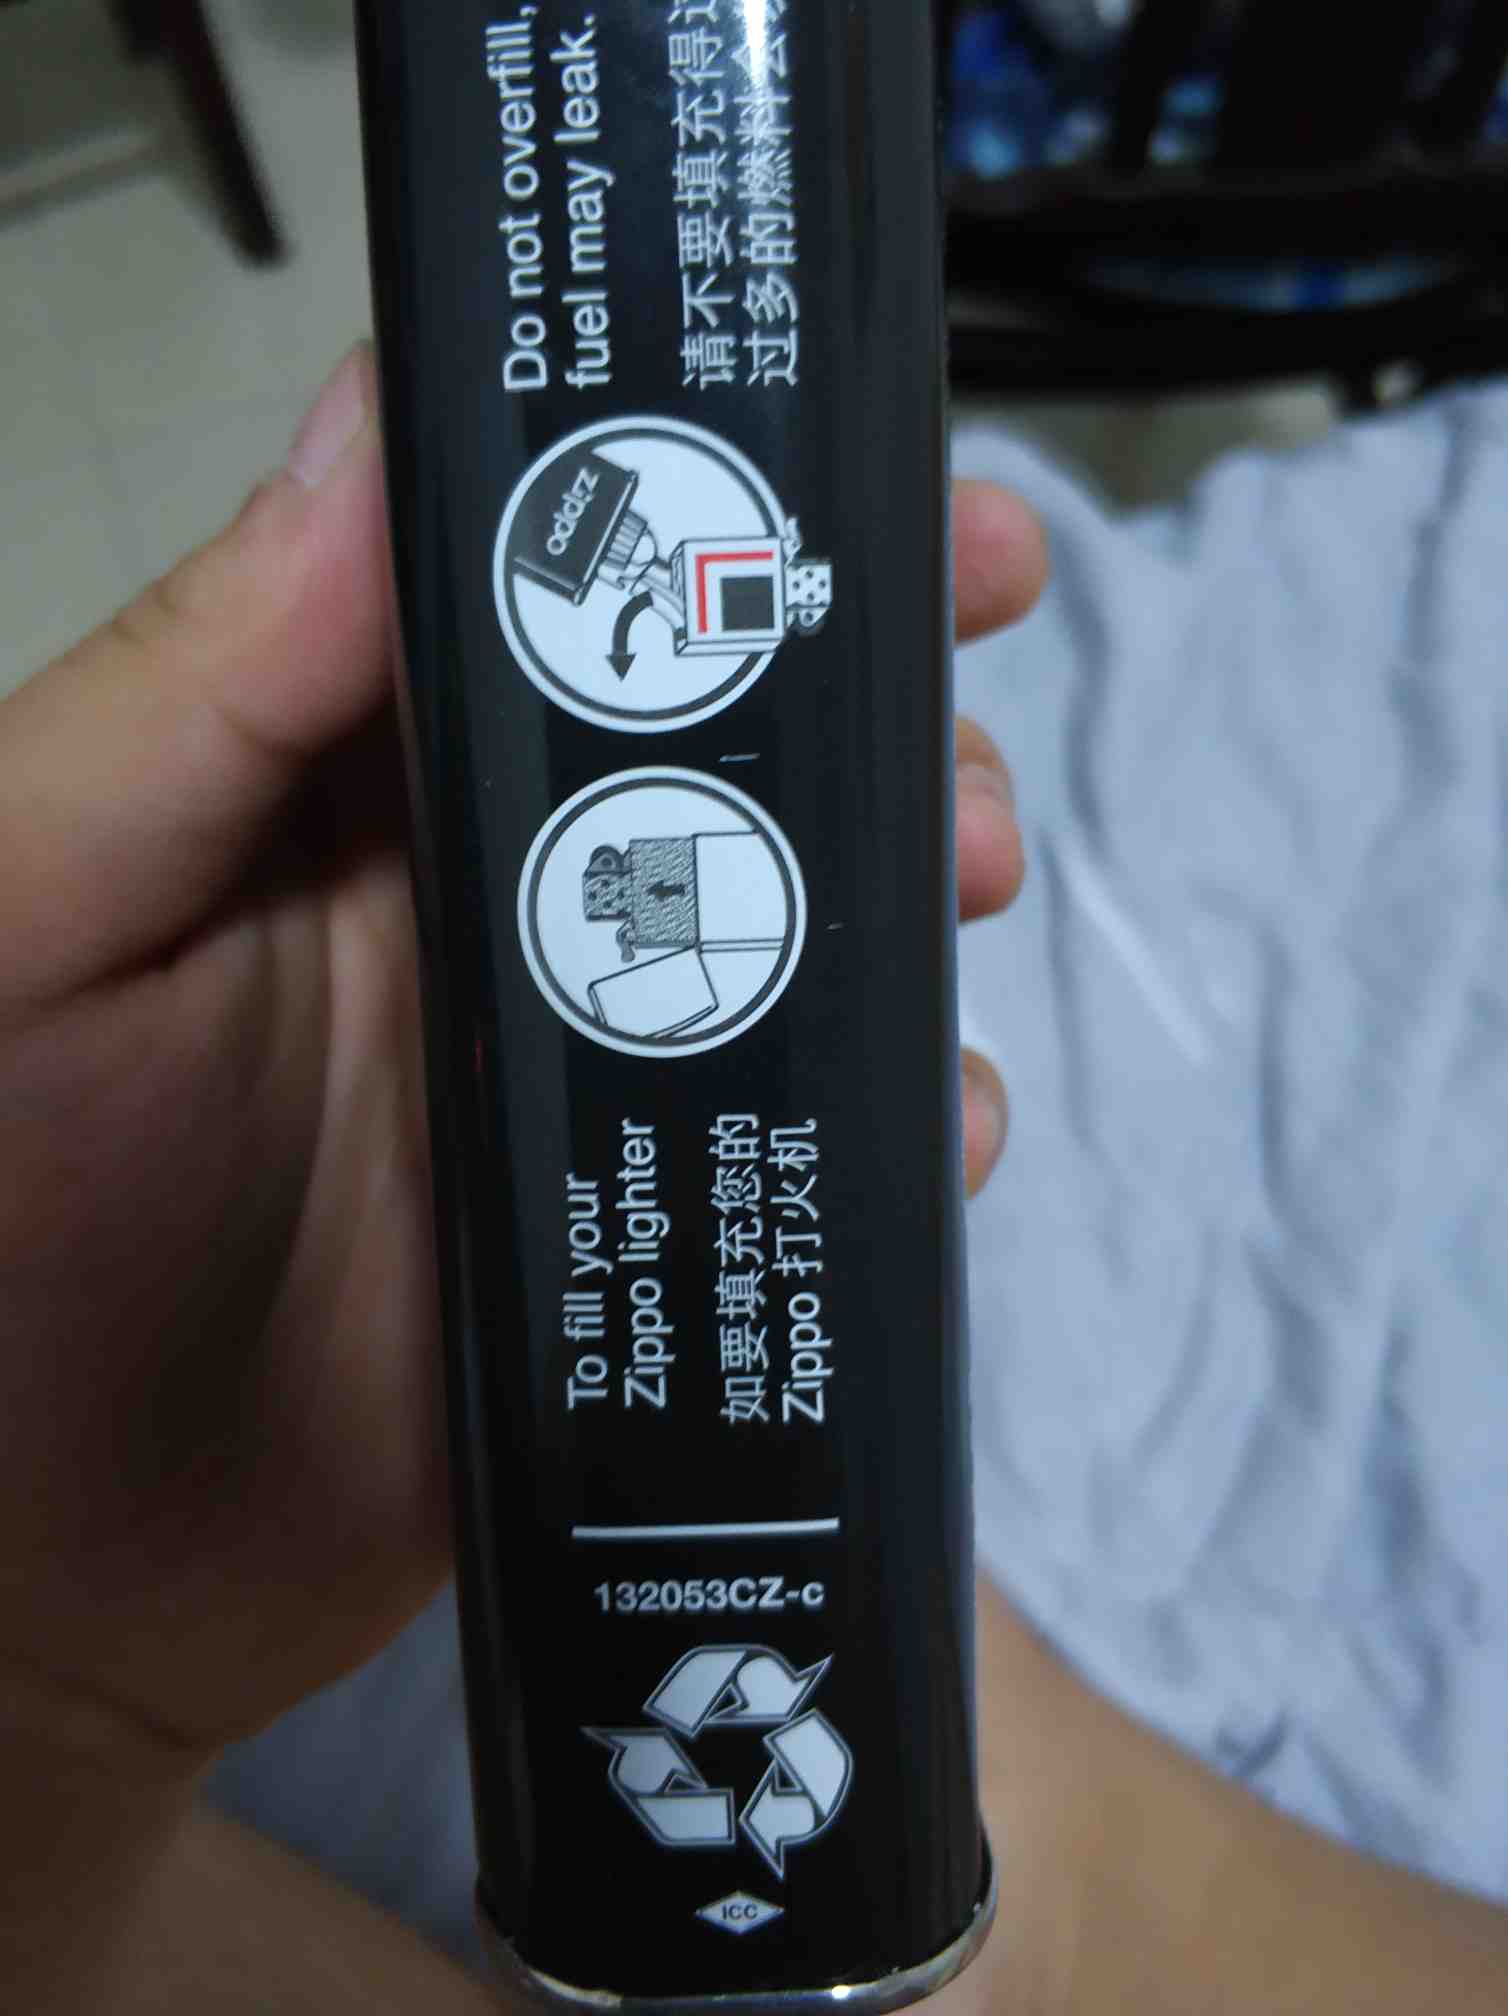 To fill your
Zippo lighter
如要填充您的
Zippo 打火机
zippo
Do not overfill,
fuel may leak.
请不要填充得过
过多的燃料会
132053CZ-c
ICC